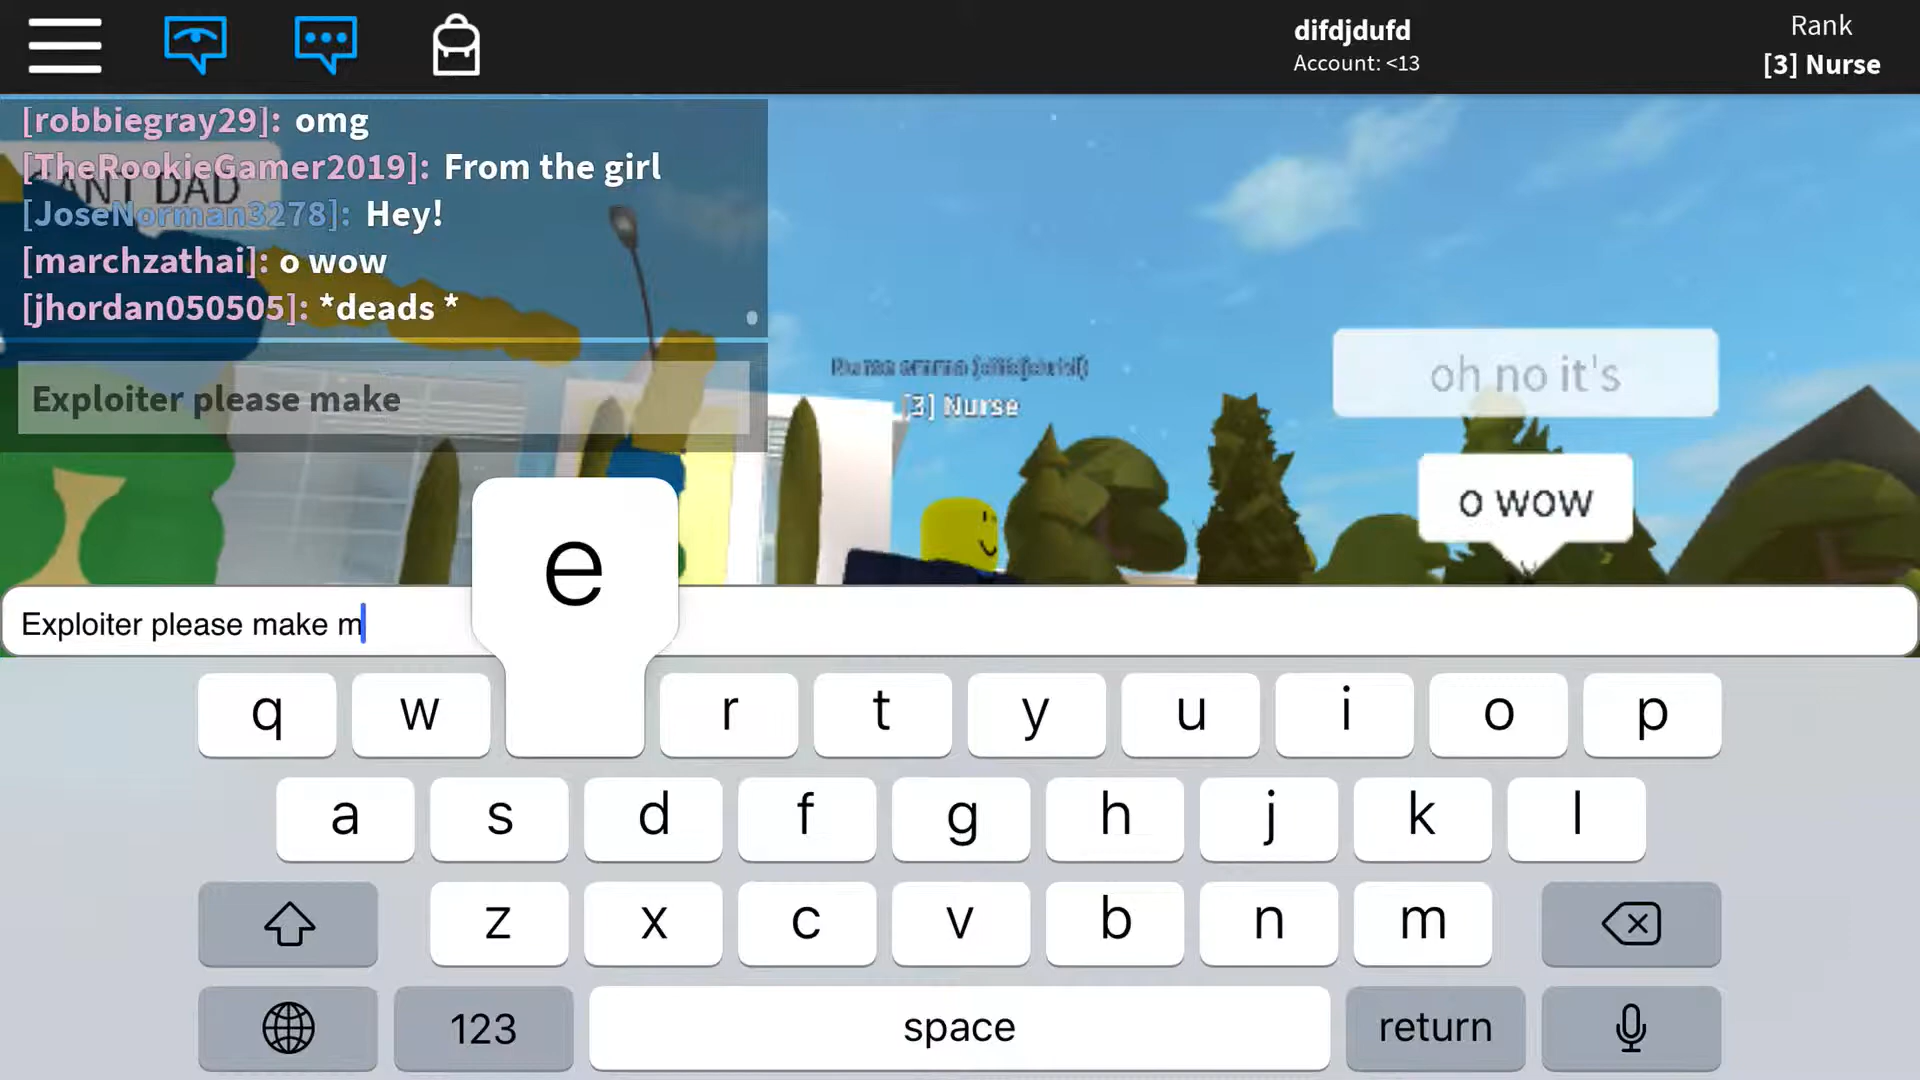 difdjdufd
Account: <13
Rank
[3] Nurse
[robbiegray29]: omg
[TheRookieGamer2019]: From the girl
DAD
[JoseNorman3278]: Hey!
[marchzathai]: o wow
[jhordan050505]: *deads *
Exploiter please make
[3] Nurse
oh no it's
o wow
Exploiter please make m
e
q w r t y u i o p
a s d f g h j k l
z x c v b n m
123 space return